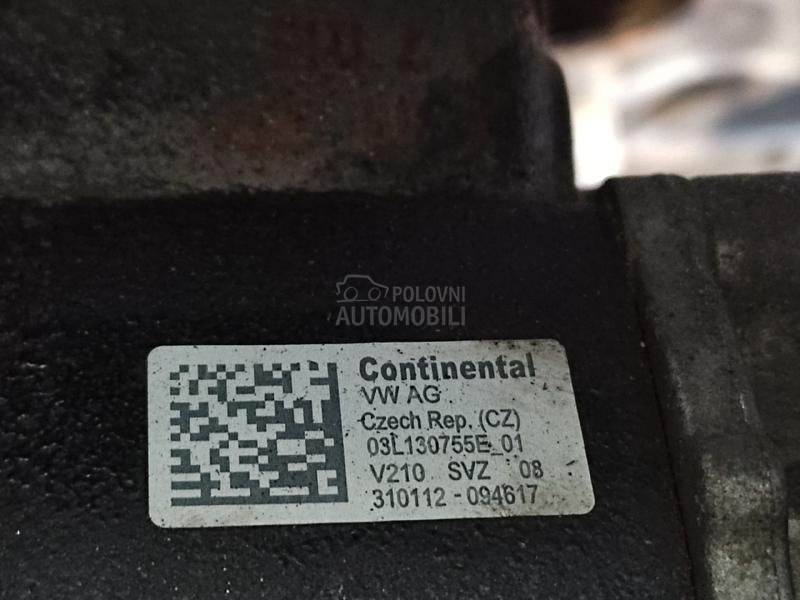 POLOVNI
AUTOMOBILI
Continental
VW AG
Czech Rep. (CZ)
03L130755E_01
V210 SVZ 08
310112-094617